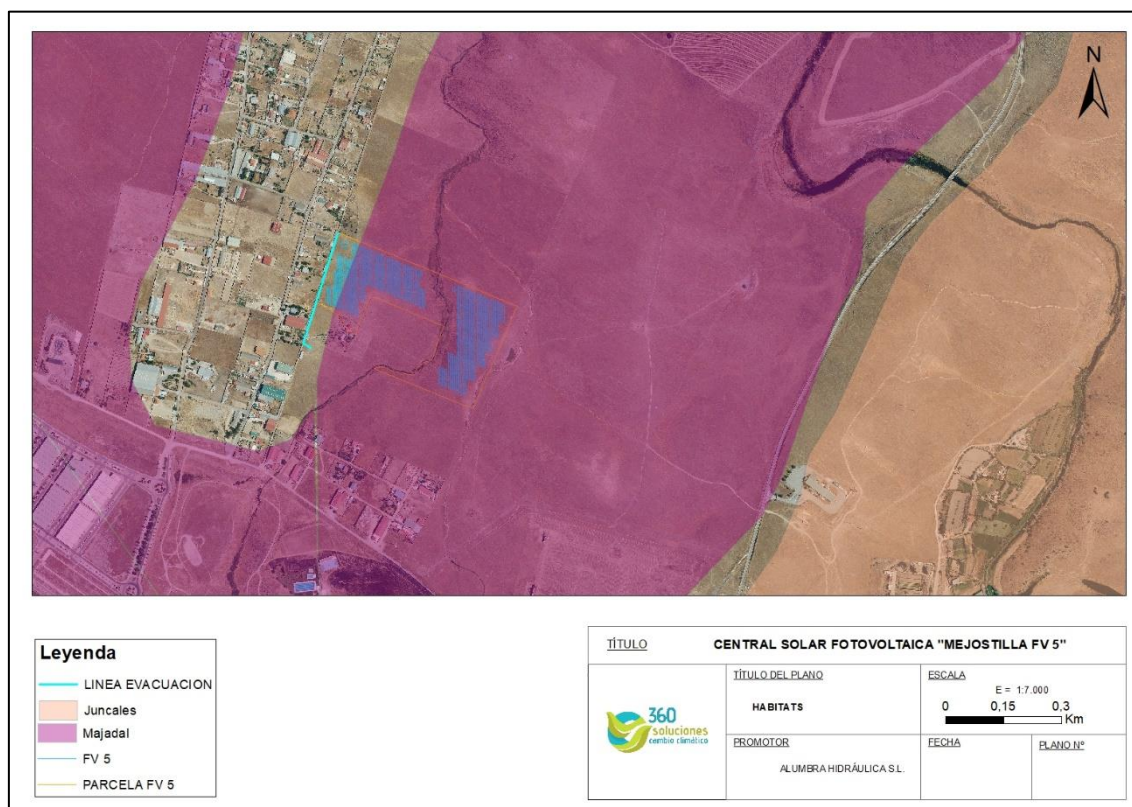 N
Leyenda
LINEA EVACUACION
Juncales
Majadal
FV 5
PARCELA FV 5
TÍTULO
CENTRAL SOLAR FOTOVOLTAICA "MEJOSTILLA FV 5"
360
soluciones
cambio climático
TÍTULO DEL PLANO
HABITATS
ESCALA
E = 1:7.000
0 0,15 0,3
Km
PROMOTOR
ALUMBRA HIDRÁULICA S.L.
FECHA
PLANO Nº